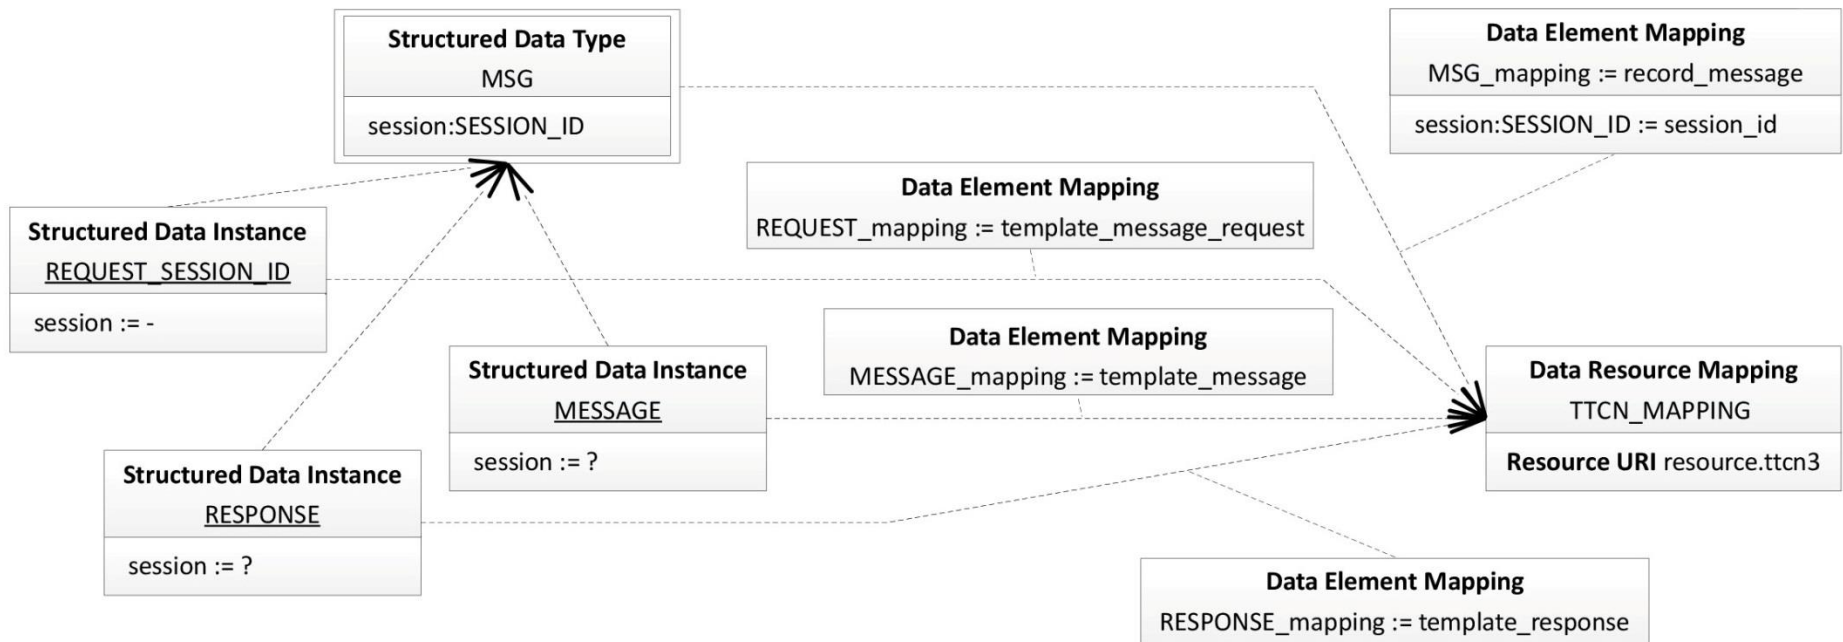 Structured Data Type
MSG
session:SESSION_ID
Data Element Mapping
MSG_mapping := record_message
session:SESSION_ID := session_id
Data Element Mapping
REQUEST_mapping := template_message_request
Structured Data Instance
REQUEST_SESSION_ID
session := -
Data Element Mapping
MESSAGE_mapping := template_message
Structured Data Instance
MESSAGE
session := ?
Data Resource Mapping
TTCN_MAPPING
Resource URI resource.ttcn3
Structured Data Instance
RESPONSE
session := ?
Data Element Mapping
RESPONSE_mapping := template_response